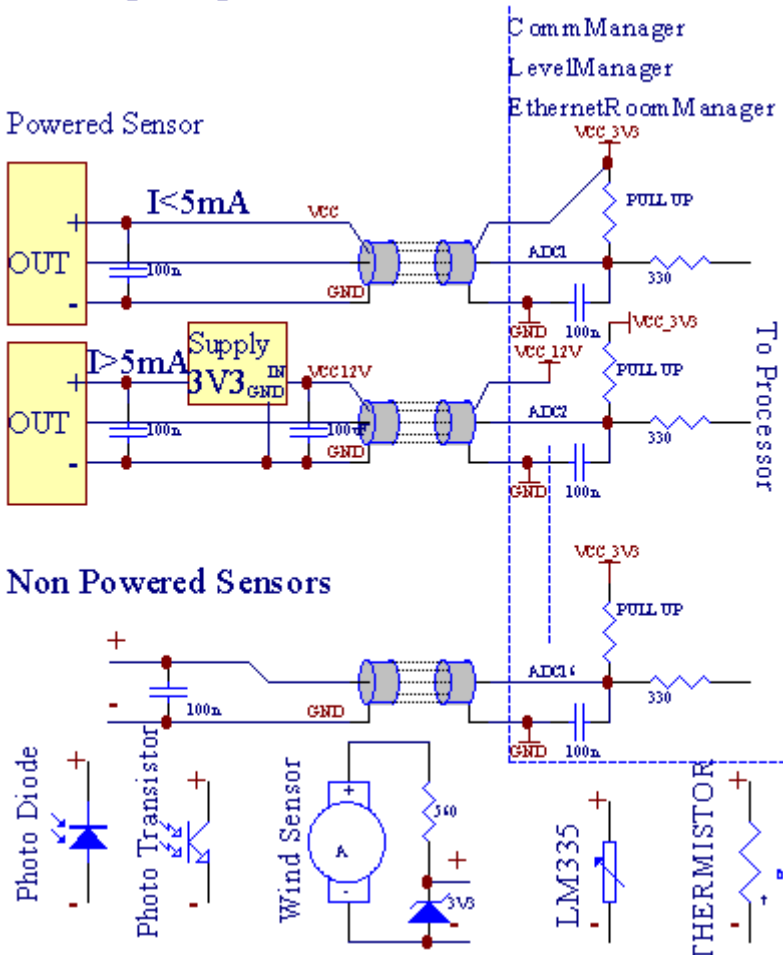 CommManager
LevelManager
EthernetRoomManager
Powered Sensor
VCC_3V3
I<5mA
VCC
PULL UP
+
OUT
-
100n
ADC1
330
GND
GND
100n
VCC_3V3
I>5mA
Supply
3V3
IN
GND
VCC12V
VCC_12V
PULL UP
+
OUT
-
100n
100n
ADC2
330
GND
GND
100n
To Processor
Non Powered Sensors
VCC_3V3
PULL UP
+
-
100n
ADC16
330
GND
GND
100n
Photo Diode
+
-
Photo Transistor
+
-
Wind Sensor
+
A
-
560
+
3V3
-
LM335
+
-
THERMISTOR
+
-
t